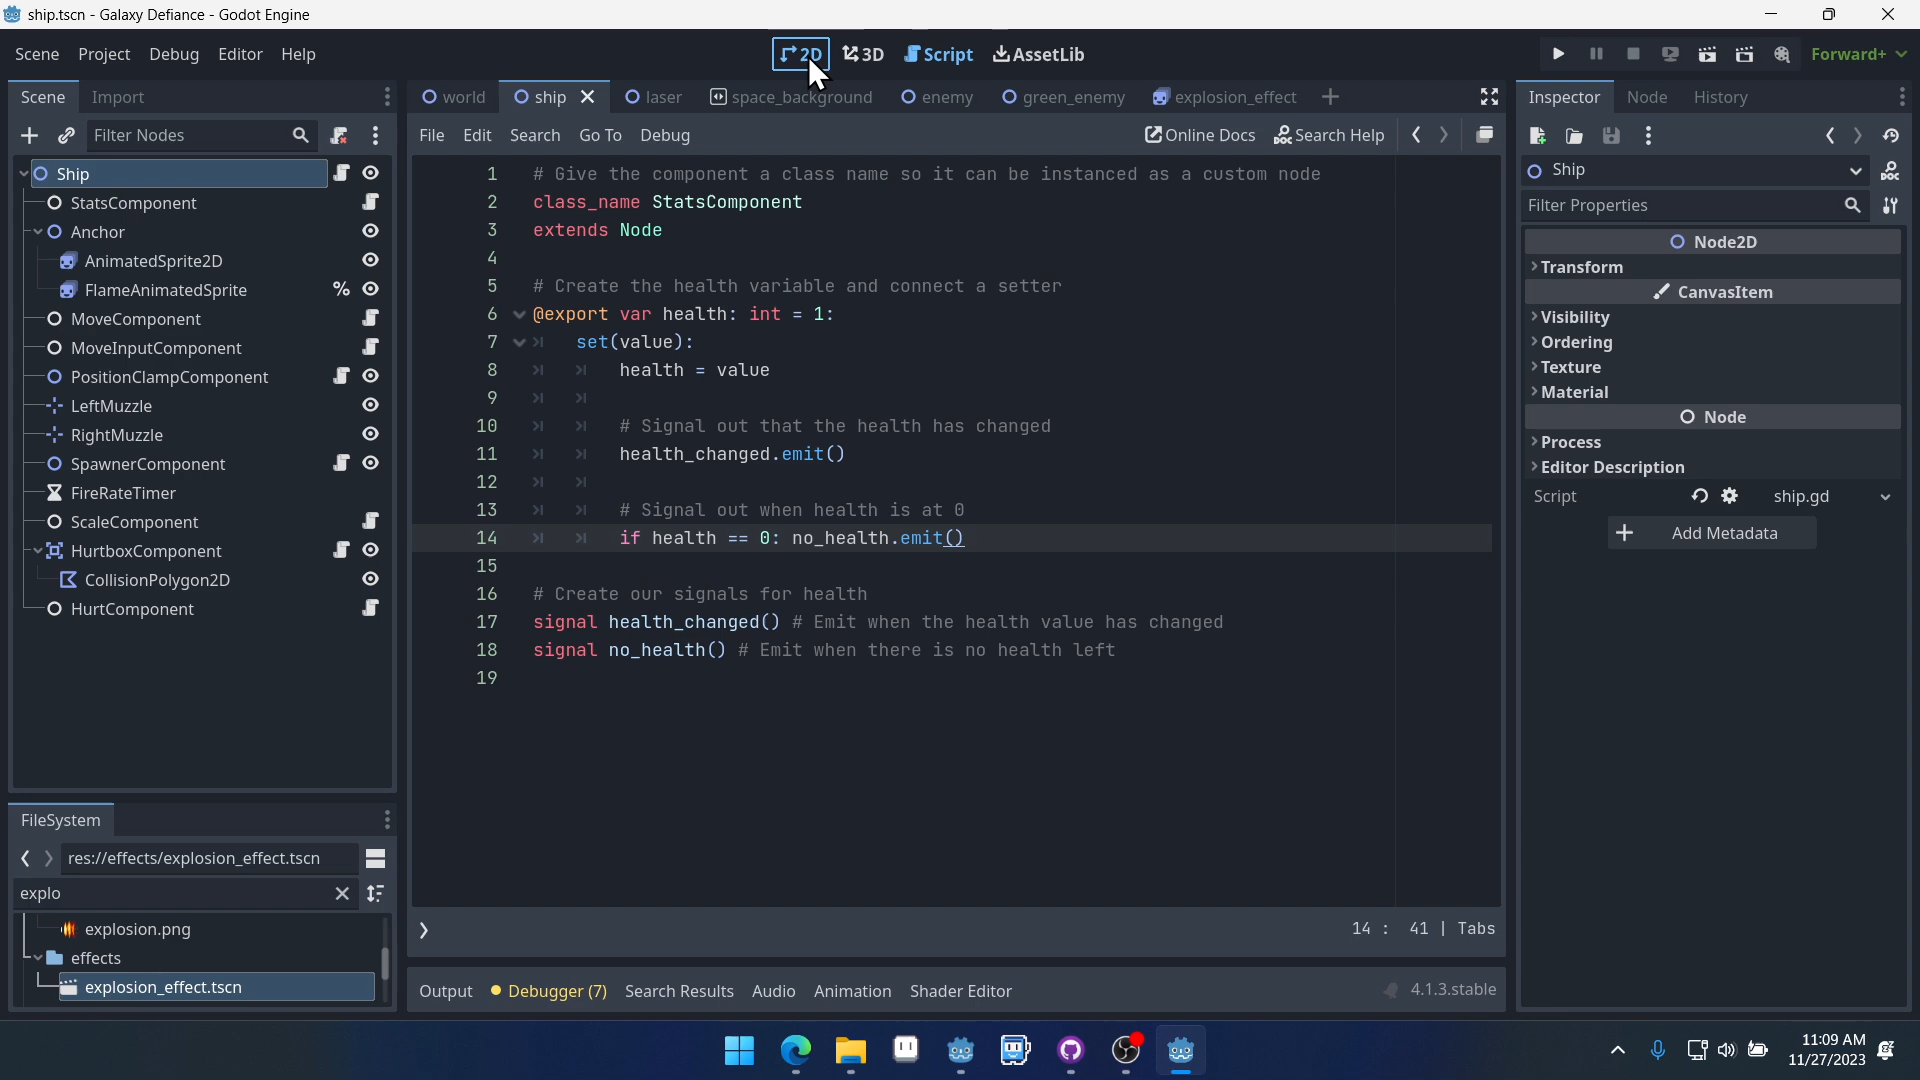 ship.tscn - Galaxy Defiance - Godot Engine
Scene Project Debug Editor Help
2D 3D Script AssetLib
Forward+
Scene Import
world ship laser space_background enemy green_enemy explosion_effect
Inspector Node History
Filter Nodes
File Edit Search Go To Debug
Online Docs Search Help
Ship
StatsComponent
Anchor
AnimatedSprite2D
FlameAnimatedSprite %
MoveComponent
MoveInputComponent
PositionClampComponent
LeftMuzzle
RightMuzzle
SpawnerComponent
FireRateTimer
ScaleComponent
HurtboxComponent
CollisionPolygon2D
HurtComponent
FileSystem
res://effects/explosion_effect.tscn
explo
explosion.png
effects
explosion_effect.tscn
1 # Give the component a class name so it can be instanced as a custom node
2 class_name StatsComponent
3 extends Node
4
5 # Create the health variable and connect a setter
6 @export var health: int = 1:
7 set(value):
8 health = value
9
10 # Signal out that the health has changed
11 health_changed.emit()
12
13 # Signal out when health is at 0
14 if health == 0: no_health.emit()
15
16 # Create our signals for health
17 signal health_changed() # Emit when the health value has changed
18 signal no_health() # Emit when there is no health left
19
14 : 41 | Tabs
Output Debugger (7) Search Results Audio Animation Shader Editor
4.1.3.stable
Ship
Filter Properties
Node2D
Transform
CanvasItem
Visibility
Ordering
Texture
Material
Node
Process
Editor Description
Script ship.gd
Add Metadata
11:09 AM
11/27/2023